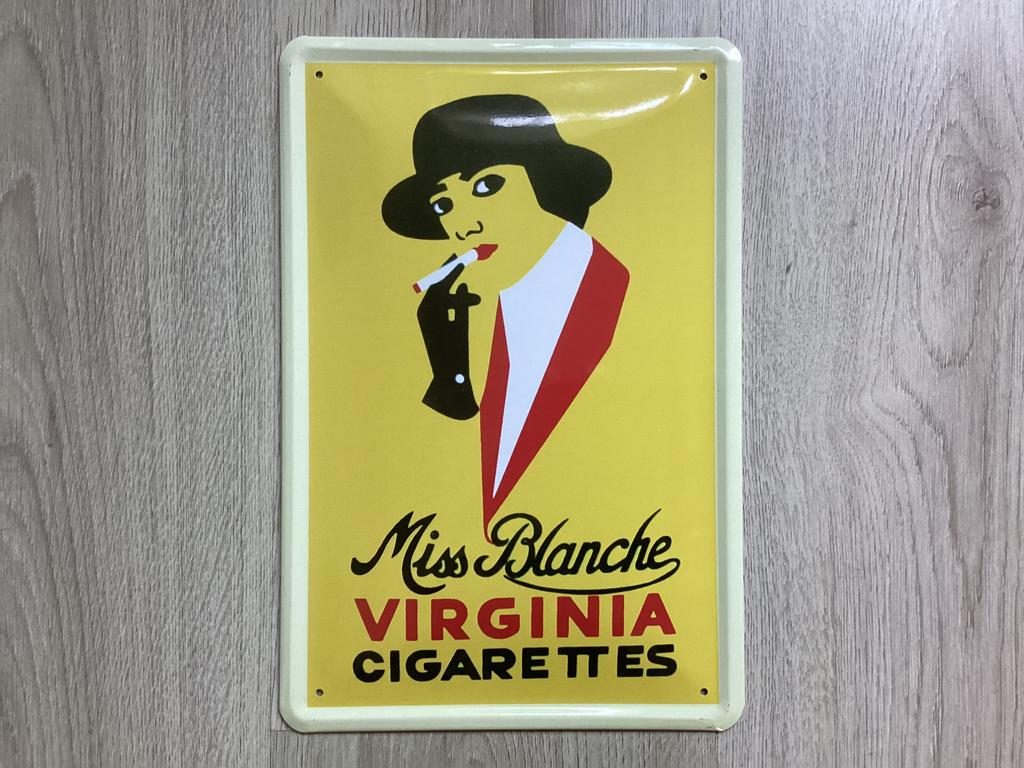 Miss Blanche
VIRGINIA
CIGARETTES